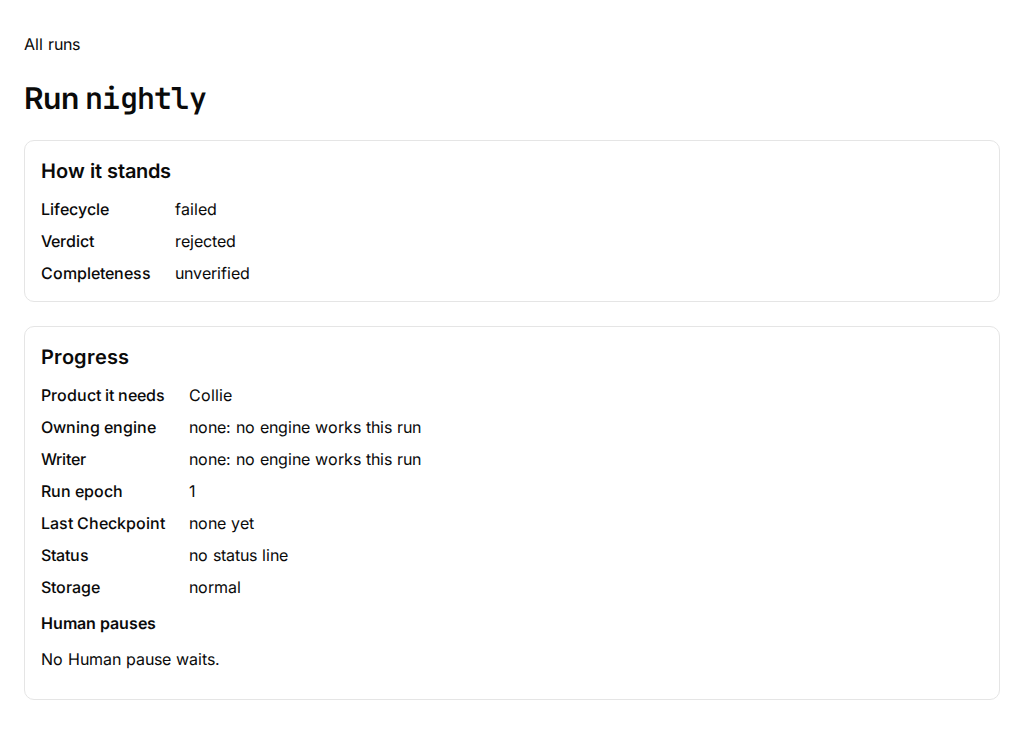 All runs
Run nightly
How it stands
Lifecycle failed
Verdict rejected
Completeness unverified
Progress
Product it needs Collie
Owning engine none: no engine works this run
Writer none: no engine works this run
Run epoch 1
Last Checkpoint none yet
Status no status line
Storage normal
Human pauses
No Human pause waits.